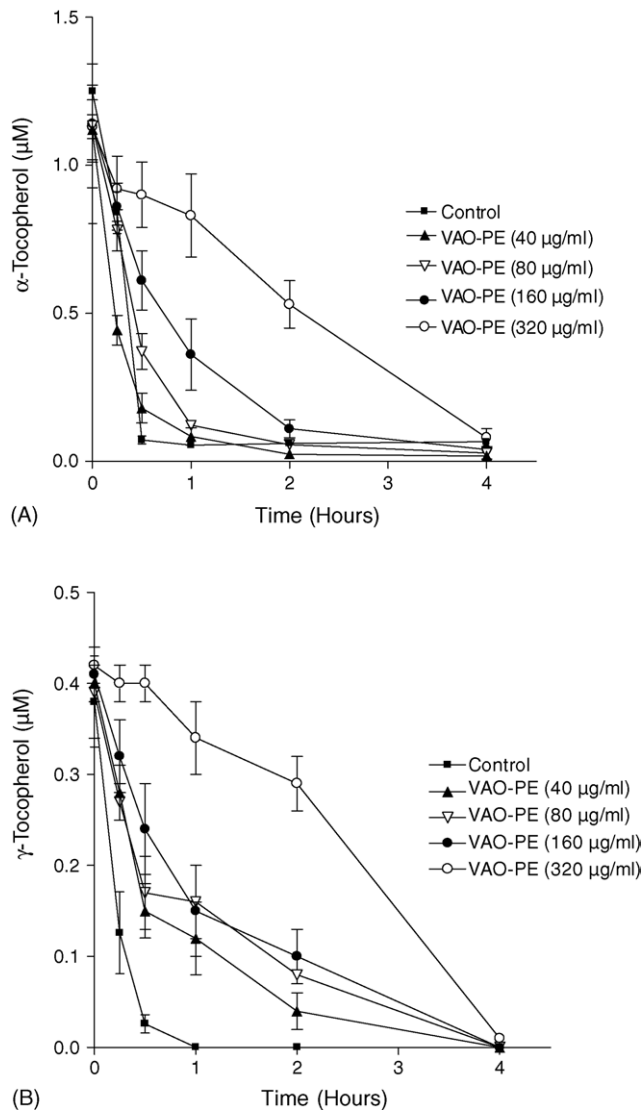 1.5
1.0
0.5
0.0
α-Tocopherol (µM)
0
1
2
3
4
Time (Hours)
(A)
Control
VAO-PE (40 µg/ml)
VAO-PE (80 µg/ml)
VAO-PE (160 µg/ml)
VAO-PE (320 µg/ml)
0.5
0.4
0.3
0.2
0.1
0.0
γ-Tocopherol (µM)
0
1
2
3
4
Time (Hours)
(B)
Control
VAO-PE (40 µg/ml)
VAO-PE (80 µg/ml)
VAO-PE (160 µg/ml)
VAO-PE (320 µg/ml)